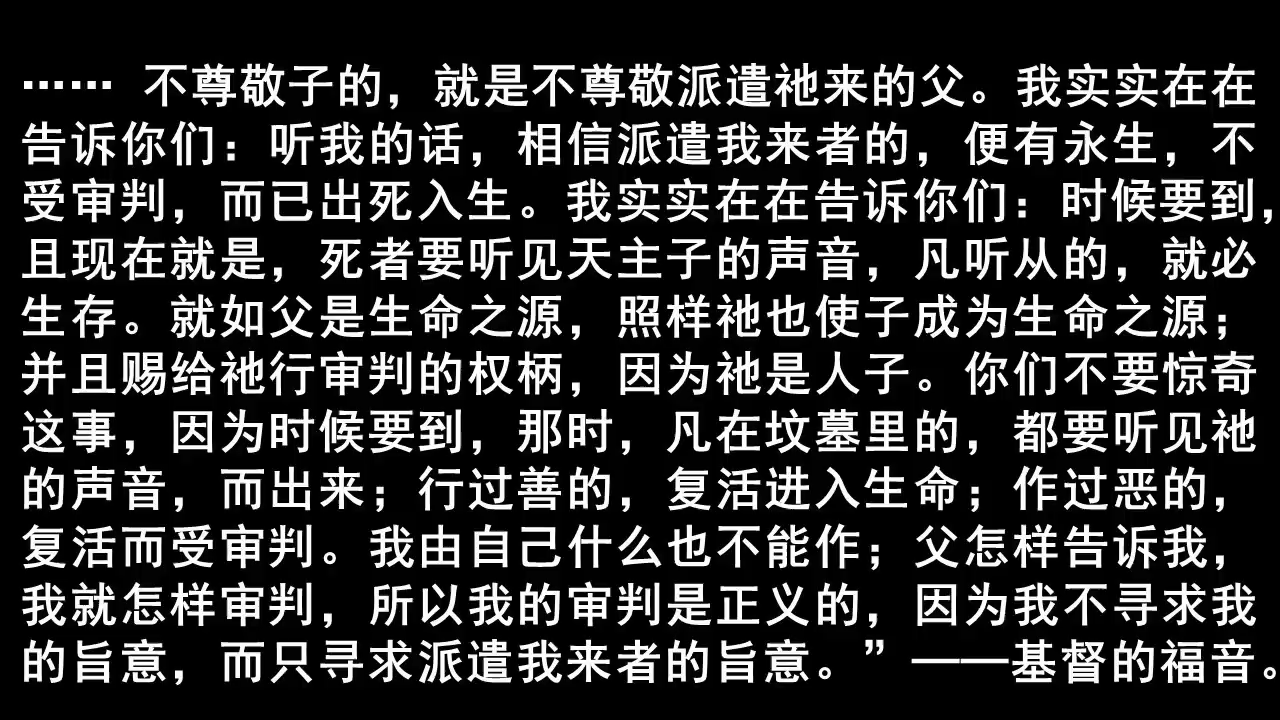 …… 不尊敬子的，就是不尊敬派遣祂来的父。我实实在在
告诉你们：听我的话，相信派遣我来者的，便有永生，不
受审判，而已出死入生。我实实在在告诉你们：时候要到，
且现在就是，死者要听见天主子的声音，凡听从的，就必
生存。就如父是生命之源，照样祂也使子成为生命之源；
并且赐给祂行审判的权柄，因为祂是人子。你们不要惊奇
这事，因为时候要到，那时，凡在坟墓里的，都要听见祂
的声音，而出来；行过善的，复活进入生命；作过恶的，
复活而受审判。我由自己什么也不能作；父怎样告诉我，
我就怎样审判，所以我的审判是正义的，因为我不寻求我
的旨意，而只寻求派遣我来者的旨意。”——基督的福音。